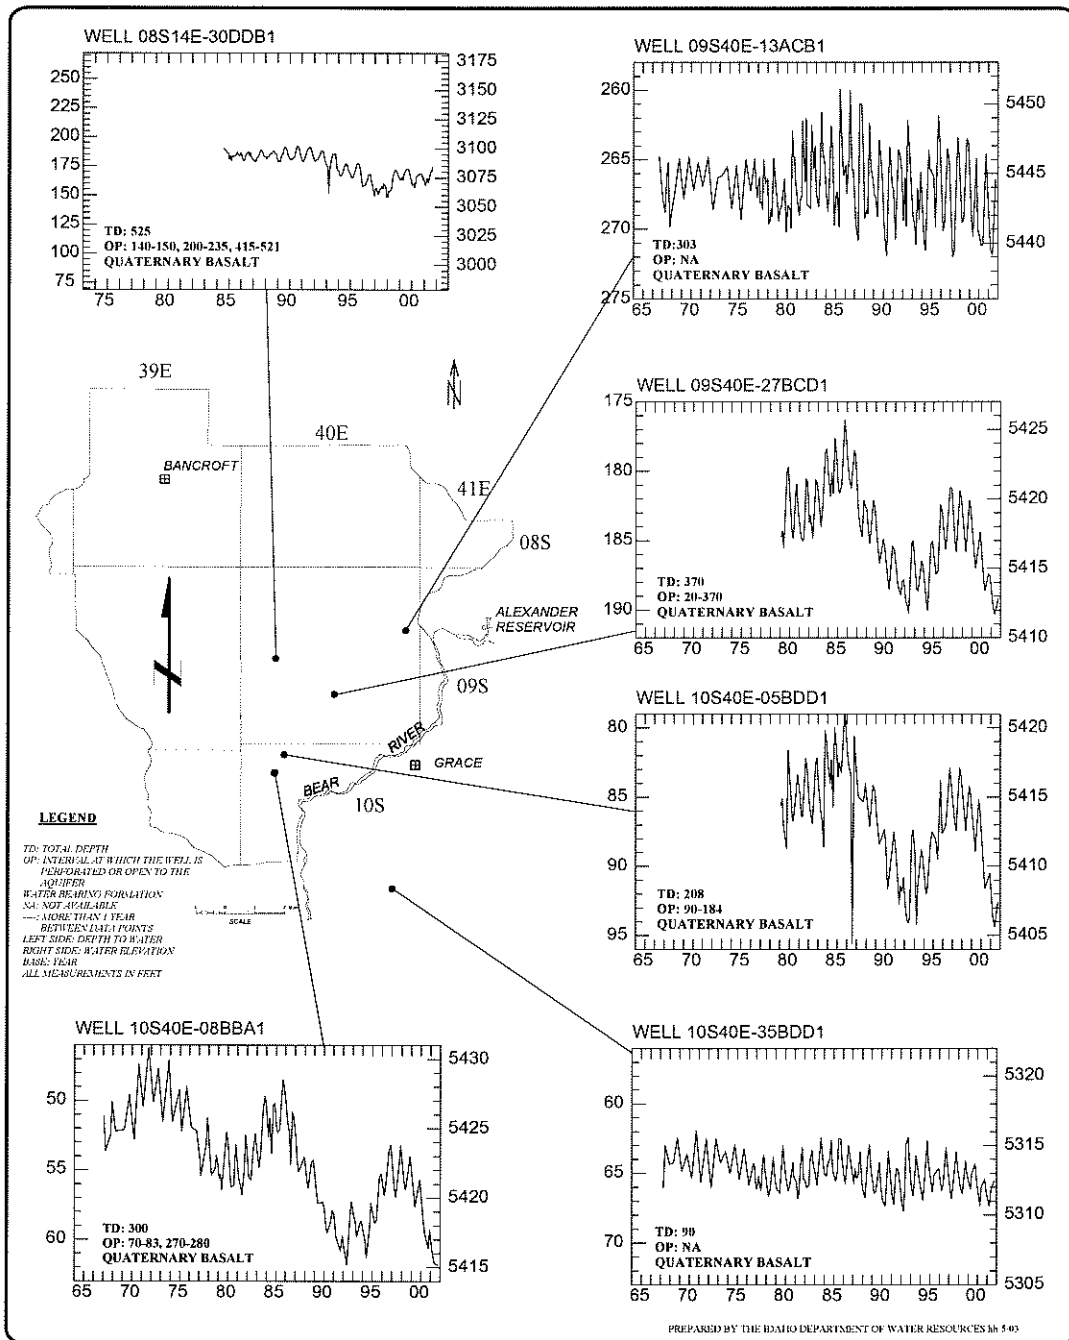 WELL 08S14E-30DDB1
250
225
200
175
150
125
100
75
3175
3150
3125
3100
3075
3050
3025
3000
TD: 525
OP: 140-150, 200-235, 415-521
QUATERNARY BASALT
75 80 85 90 95 00
WELL 09S40E-13ACB1
260
265
270
275
5450
5445
5440
TD:303
OP: NA
QUATERNARY BASALT
65 70 75 80 85 90 95 00
39E
40E
41E
08S
BANCROFT
N
N
ALEXANDER
RESERVOIR
09S
RIVER
BEAR
GRACE
10S
WELL 09S40E-27BCD1
175
180
185
190
5425
5420
5415
5410
TD: 370
OP: 20-370
QUATERNARY BASALT
65 70 75 80 85 90 95 00
WELL 10S40E-05BDD1
80
85
90
95
5420
5415
5410
5405
TD: 208
OP: 90-184
QUATERNARY BASALT
65 70 75 80 85 90 95 00
LEGEND
TD: TOTAL DEPTH
OP: INTERVAL AT WHICH THE WELL IS
PERFORATED OR OPEN TO THE
AQUIFER
WATER BEARING FORMATION
NA: NOT AVAILABLE
----: MORE THAN 1 YEAR
BETWEEN DATA POINTS
LEFT SIDE: DEPTH TO WATER
RIGHT SIDE: WATER ELEVATION
BASE: YEAR
ALL MEASUREMENTS IN FEET
SCALE
WELL 10S40E-08BBA1
50
55
60
5430
5425
5420
5415
TD: 300
OP: 70-83, 270-280
QUATERNARY BASALT
65 70 75 80 85 90 95 00
WELL 10S40E-35BDD1
60
65
70
5320
5315
5310
5305
TD: 90
OP: NA
QUATERNARY BASALT
65 70 75 80 85 90 95 00
PREPARED BY THE IDAHO DEPARTMENT OF WATER RESOURCES hh 5-03